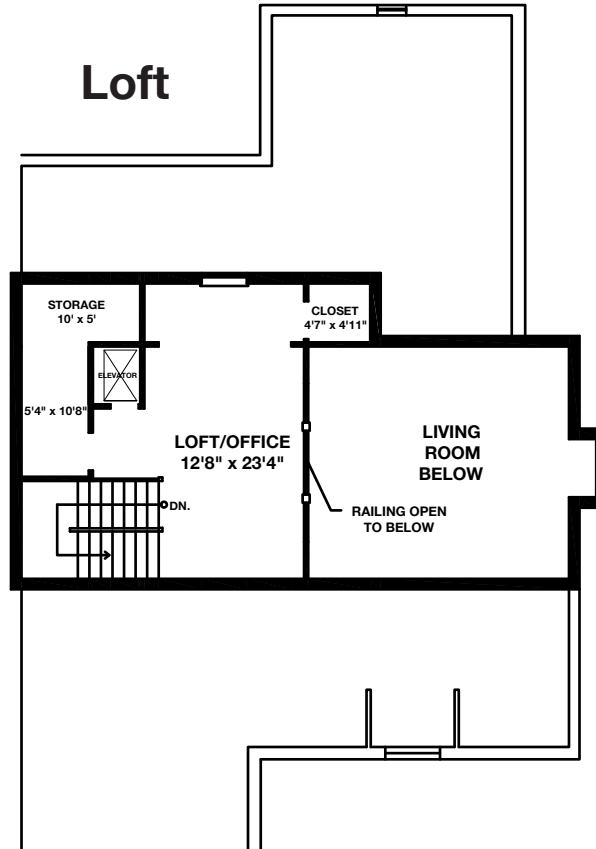 Loft
STORAGE
10' x 5'
CLOSET
4'7" x 4'11"
ELEVATOR
5'4" x 10'8"
LOFT/OFFICE
12'8" x 23'4"
LIVING
ROOM
BELOW
DN.
RAILING OPEN
TO BELOW